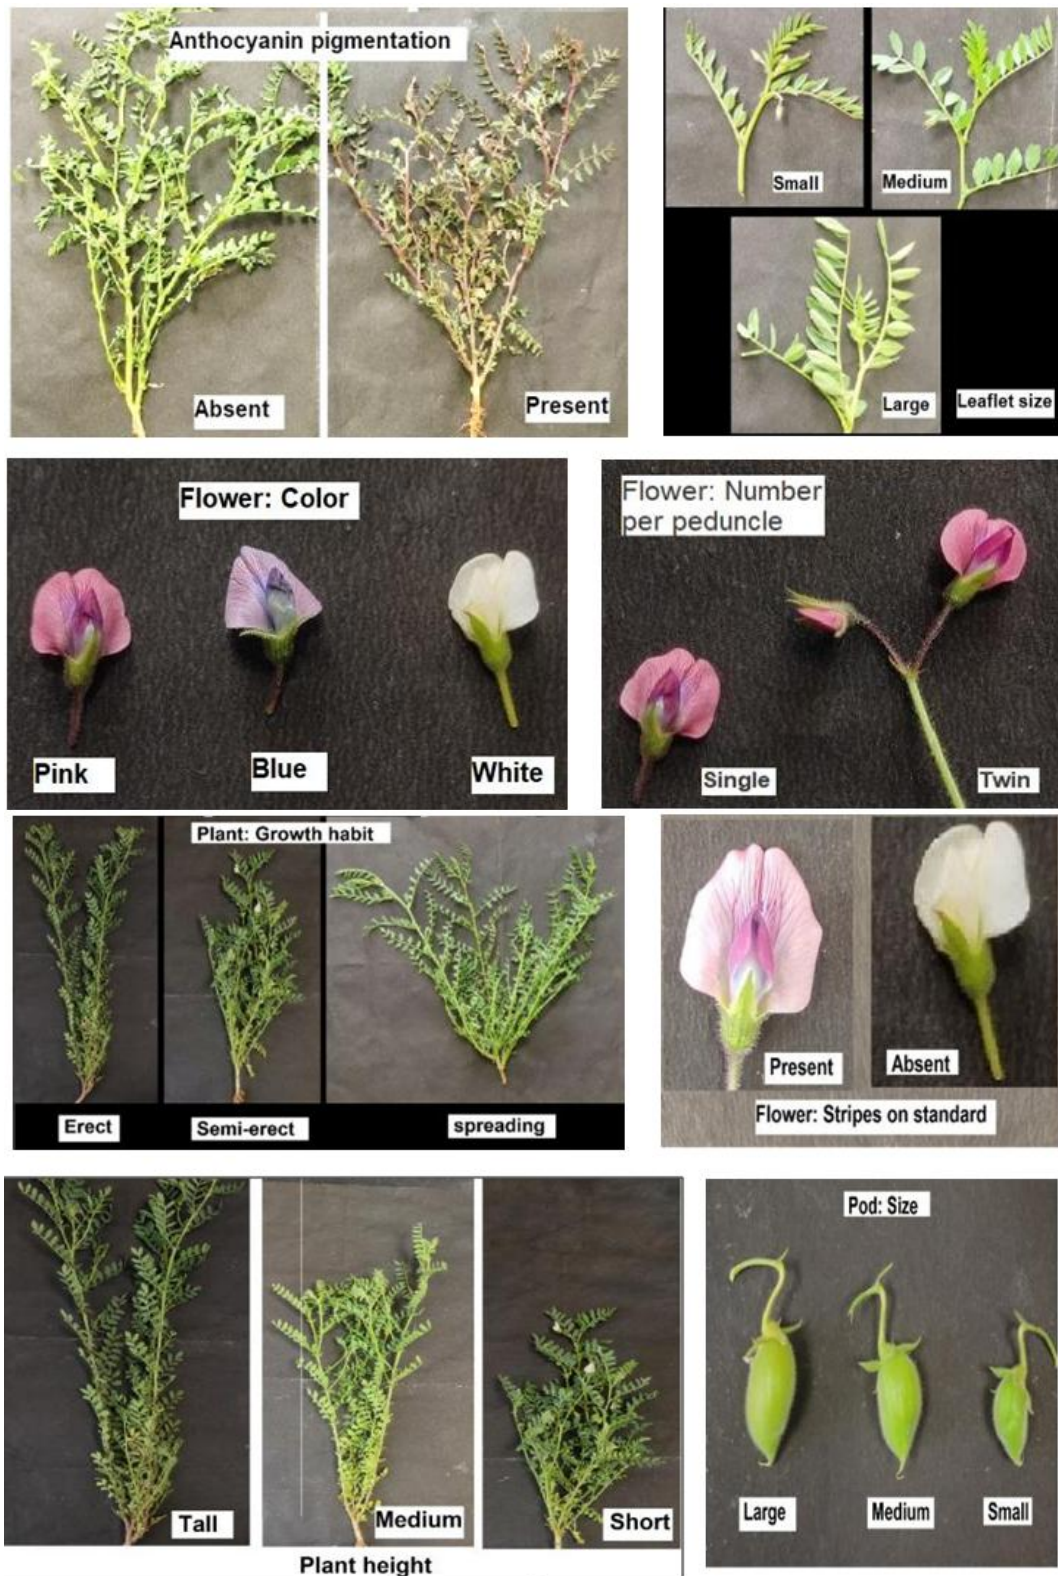 Anthocyanin pigmentation
Absent
Present
Small
Medium
Large
Leaflet size
Flower: Color
Pink
Blue
White
Flower: Number
per peduncle
Single
Twin
Plant: Growth habit
Erect
Semi-erect
spreading
Present
Absent
Flower: Stripes on standard
Tall
Medium
Short
Plant height
Pod: Size
Large
Medium
Small